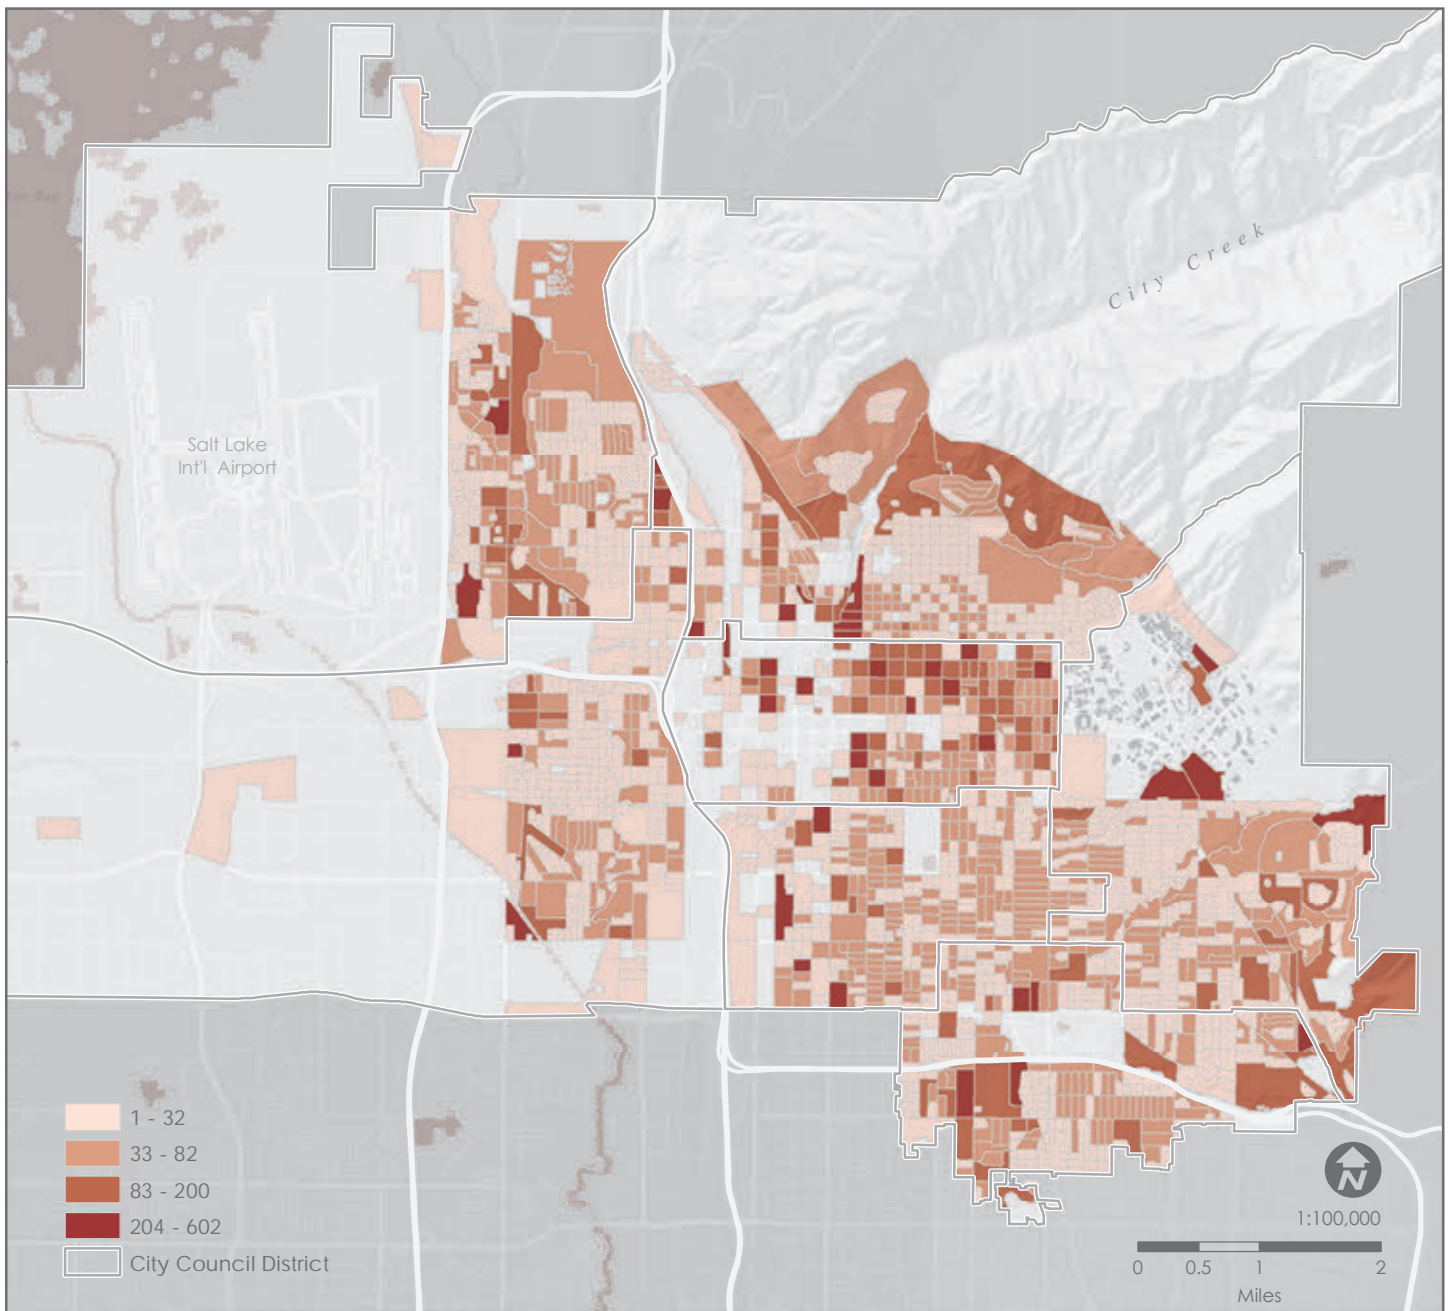 City Creek
Salt Lake
Int'l Airport
1 - 32
33 - 82
83 - 200
204 - 602
City Council District
N
1:100,000
0 0.5 1 2
Miles